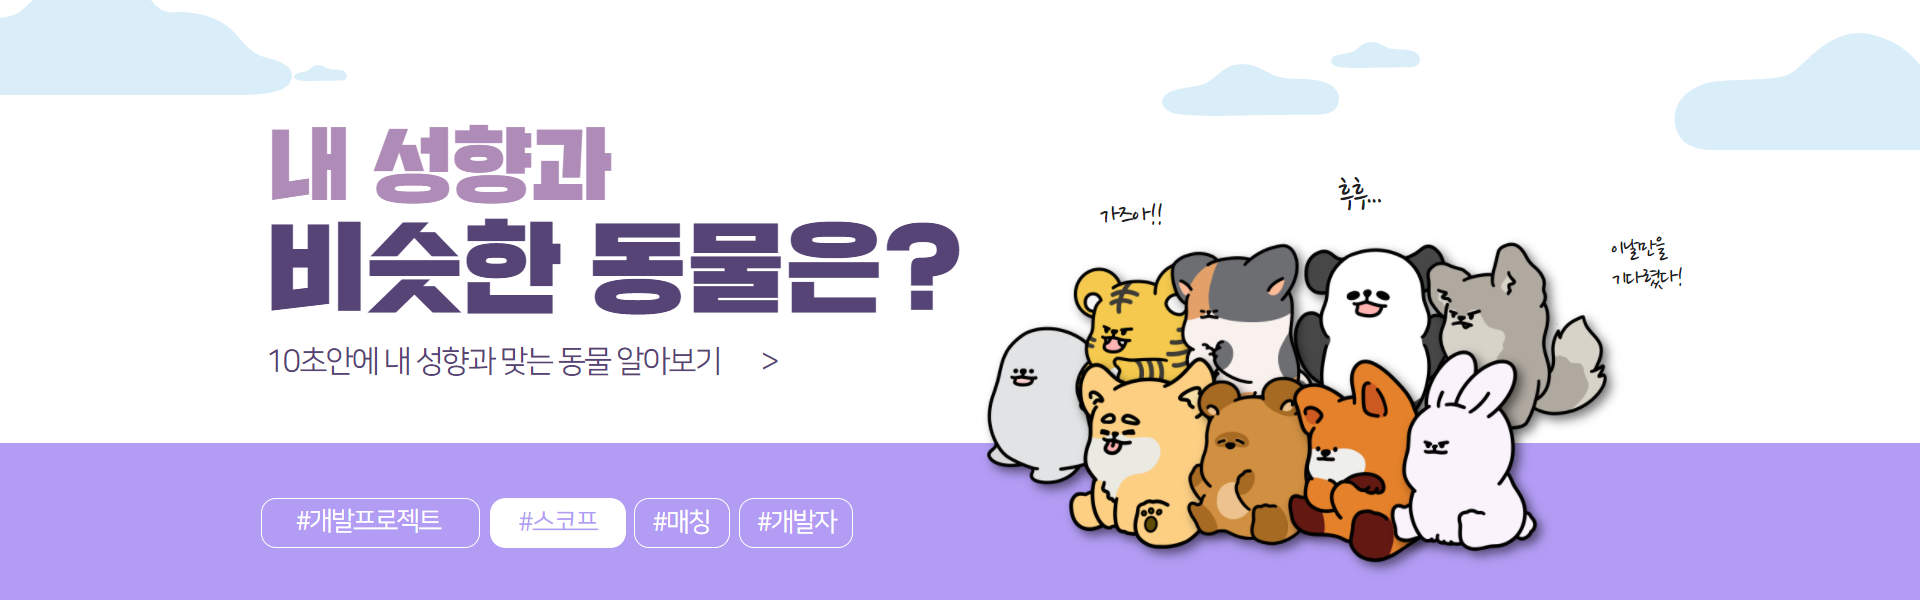 내 성향과
비슷한 동물은?
10초안에 내 성향과 맞는 동물 알아보기 >
#개발프로젝트 #스코프 #매칭 #개발자
가즈아!!
후후...
이날만을
기다렸다!